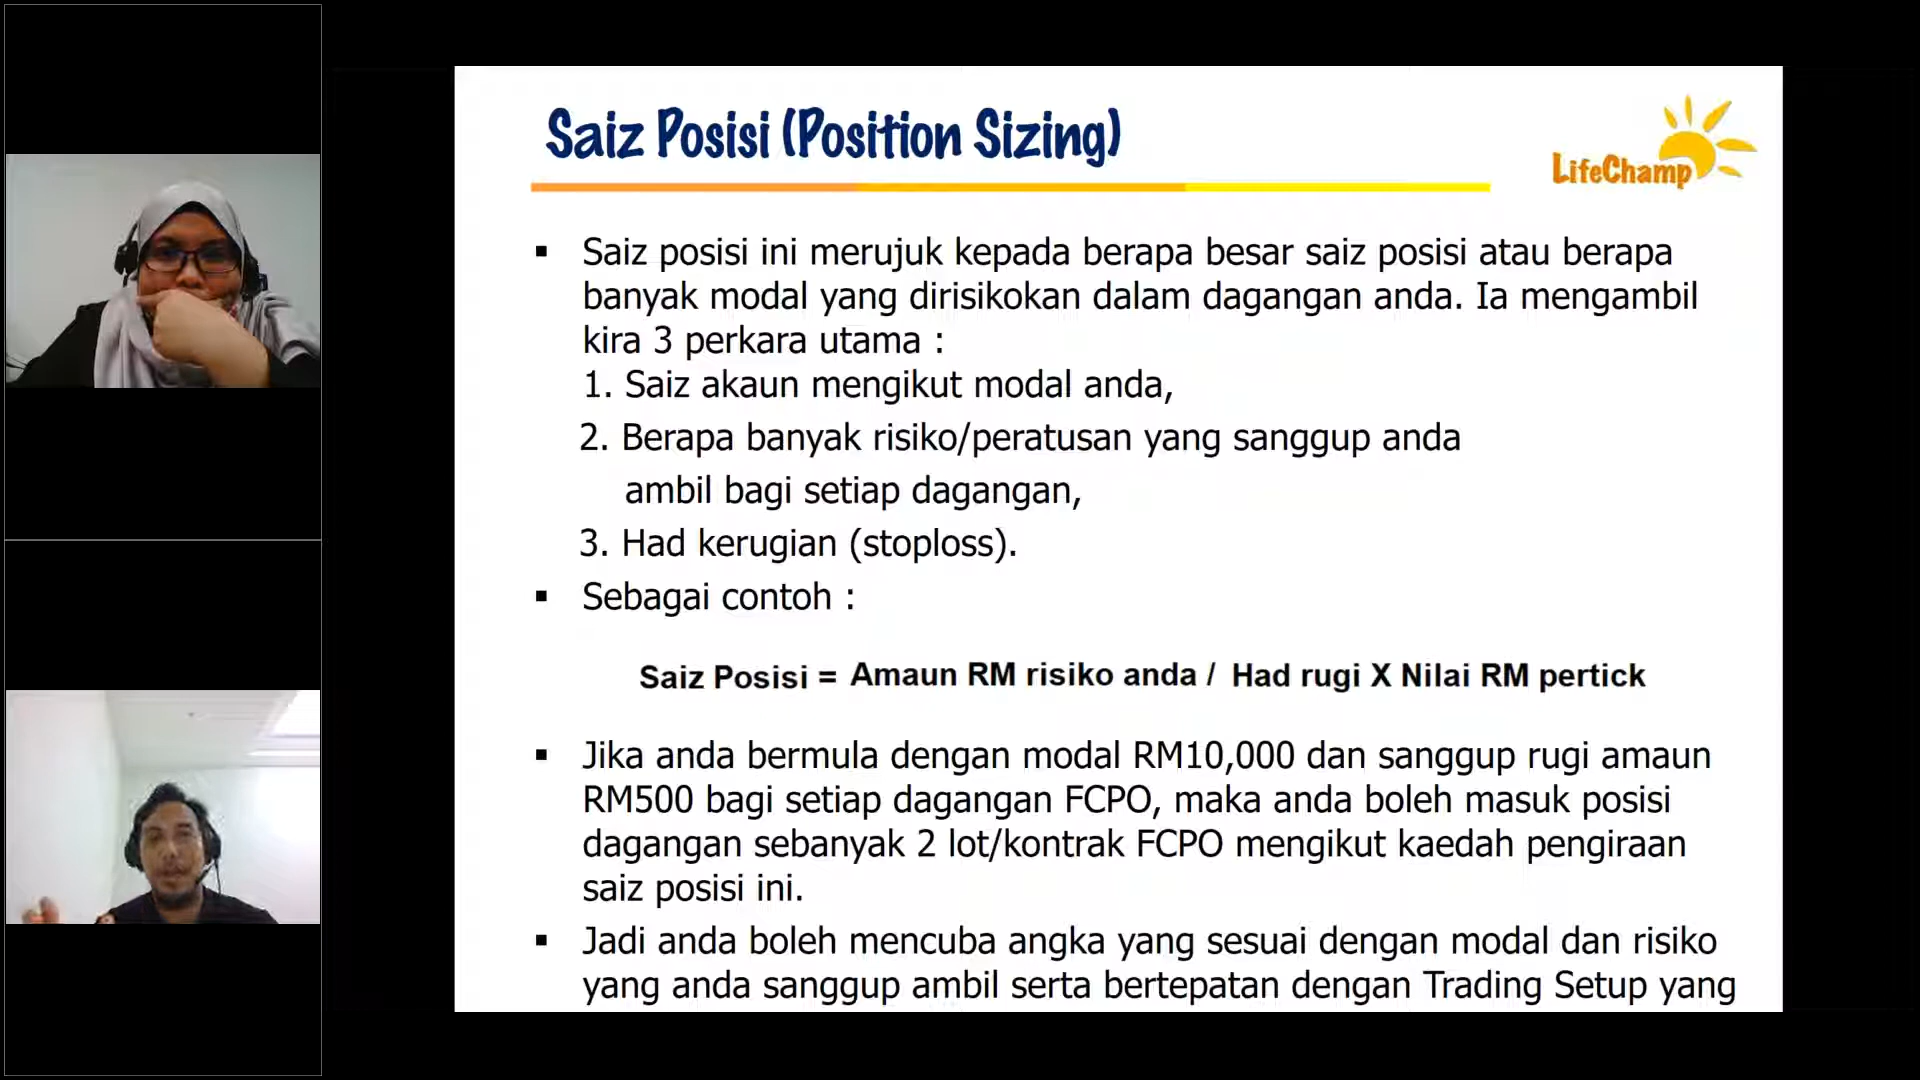 Saiz Posisi (Position Sizing)
LifeChamp
▪ Saiz posisi ini merujuk kepada berapa besar saiz posisi atau berapa
banyak modal yang dirisikokan dalam dagangan anda. Ia mengambil
kira 3 perkara utama :
1. Saiz akaun mengikut modal anda,
2. Berapa banyak risiko/peratusan yang sanggup anda
ambil bagi setiap dagangan,
3. Had kerugian (stoploss).
▪ Sebagai contoh :
Saiz Posisi = Amaun RM risiko anda / Had rugi X Nilai RM pertick
▪ Jika anda bermula dengan modal RM10,000 dan sanggup rugi amaun
RM500 bagi setiap dagangan FCPO, maka anda boleh masuk posisi
dagangan sebanyak 2 lot/kontrak FCPO mengikut kaedah pengiraan
saiz posisi ini.
▪ Jadi anda boleh mencuba angka yang sesuai dengan modal dan risiko
yang anda sanggup ambil serta bertepatan dengan Trading Setup yang